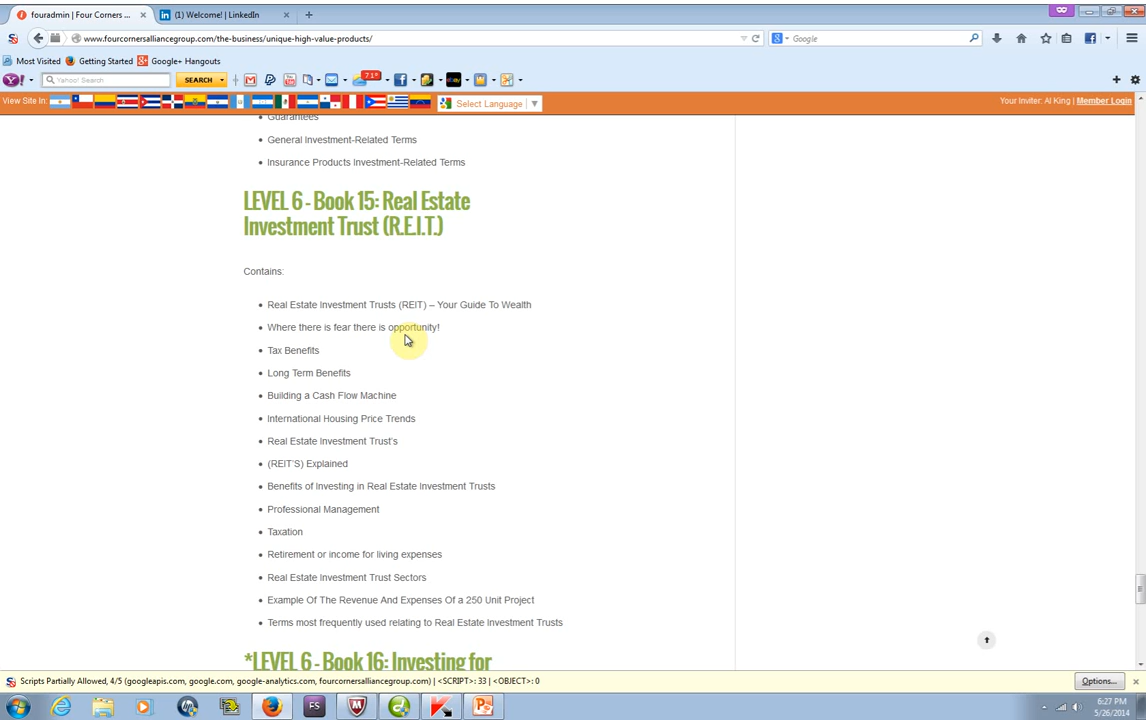 fouradmin | Four Corners ...
(1) Welcome! | LinkedIn
www.fourcornersalliancegroup.com/the-business/unique-high-value-products/
Google
Most Visited
Getting Started
Google+ Hangouts
Yahoo! Search
SEARCH
71°
View Site In:
Select Language
Your Inviter: Al King | Member Login
Guarantees
General Investment-Related Terms
Insurance Products Investment-Related Terms
LEVEL 6 - Book 15: Real Estate
Investment Trust (R.E.I.T.)
Contains:
Real Estate Investment Trusts (REIT) – Your Guide To Wealth
Where there is fear there is opportunity!
Tax Benefits
Long Term Benefits
Building a Cash Flow Machine
International Housing Price Trends
Real Estate Investment Trust's
(REIT'S) Explained
Benefits of Investing in Real Estate Investment Trusts
Professional Management
Taxation
Retirement or income for living expenses
Real Estate Investment Trust Sectors
Example Of The Revenue And Expenses Of a 250 Unit Project
Terms most frequently used relating to Real Estate Investment Trusts
*LEVEL 6 - Book 16: Investing for
Scripts Partially Allowed, 4/5 (googleapis.com, google.com, google-analytics.com, fourcornersalliancegroup.com) | <SCRIPT>: 33 | <OBJECT>: 0
Options...
FS
6:27 PM
5/26/2014